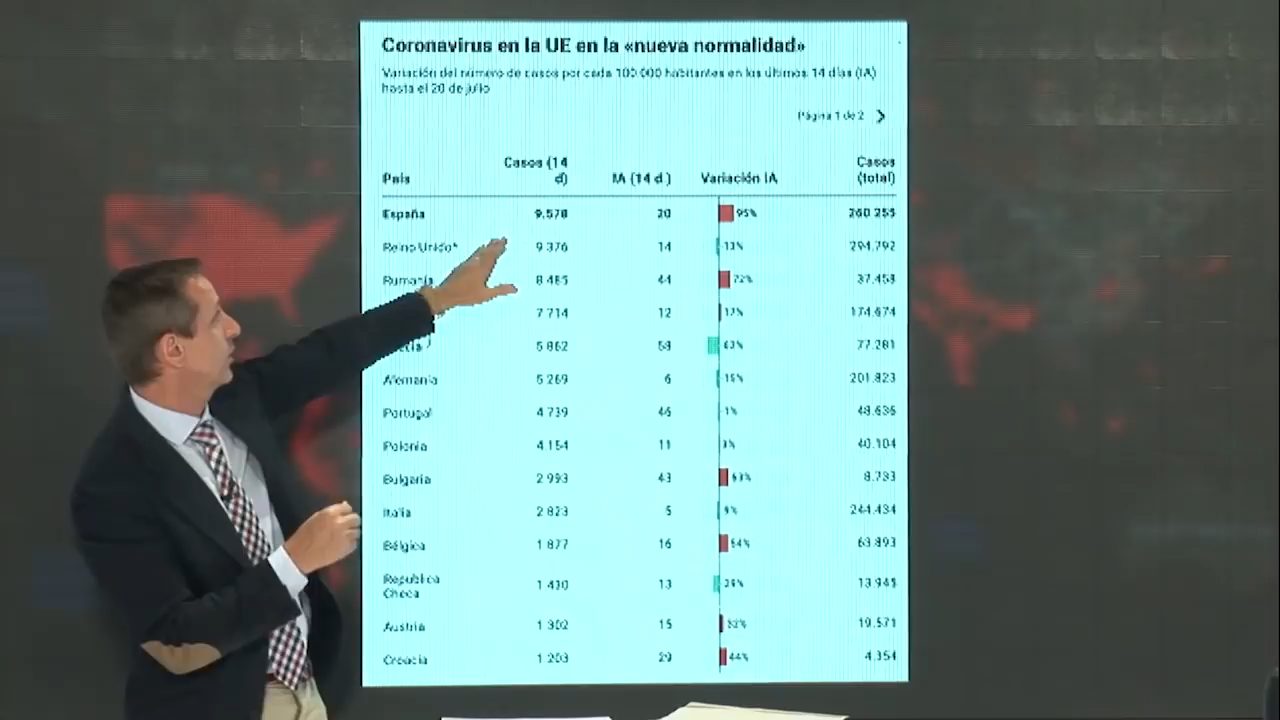 Coronavirus en la UE en la «nueva normalidad»
Variación del número de casos por cada 100.000 habitantes en los últimos 14 días (IA)
hasta el 20 de julio
Página 1 de 2
País Casos (14 d) IA (14 d.) Variación IA Casos (total)
España 9.578 20 95% 260.255
Reino Unido* 9.376 14 13% 294.792
Rumanía 8.485 44 72% 37.458
7.714 12 17% 174.674
5.862 58 63% 77.281
Alemania 5.269 6 15% 201.823
Portugal 4.739 46 1% 48.636
Polonia 4.154 11 3% 40.104
Bulgaria 2.993 43 63% 8.733
Italia 2.823 5 9% 244.434
Bélgica 1.877 16 64% 63.893
República Checa 1.430 13 13.945
Austria 1.302 15 32% 19.571
Croacia 1.203 29 44% 4.354